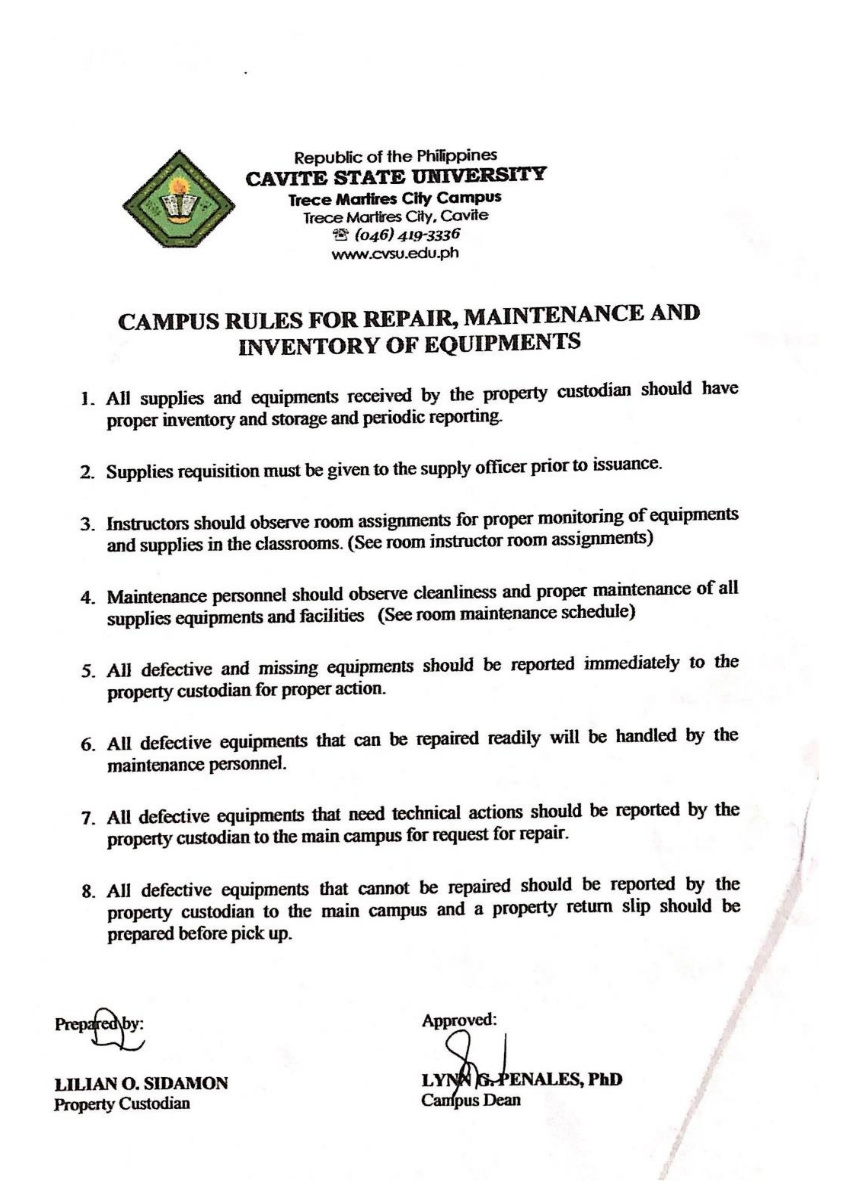 Republic of the Philippines
CAVITE STATE UNIVERSITY
Trece Martires City Campus
Trece Martires City, Cavite
☏ (046) 419-3336
www.cvsu.edu.ph
CAMPUS RULES FOR REPAIR, MAINTENANCE AND
INVENTORY OF EQUIPMENTS
1. All supplies and equipments received by the property custodian should have
proper inventory and storage and periodic reporting.
2. Supplies requisition must be given to the supply officer prior to issuance.
3. Instructors should observe room assignments for proper monitoring of equipments
and supplies in the classrooms. (See room instructor room assignments)
4. Maintenance personnel should observe cleanliness and proper maintenance of all
supplies equipments and facilities (See room maintenance schedule)
5. All defective and missing equipments should be reported immediately to the
property custodian for proper action.
6. All defective equipments that can be repaired readily will be handled by the
maintenance personnel.
7. All defective equipments that need technical actions should be reported by the
property custodian to the main campus for request for repair.
8. All defective equipments that cannot be repaired should be reported by the
property custodian to the main campus and a property return slip should be
prepared before pick up.
Prepared by:
LILIAN O. SIDAMON
Property Custodian
Approved:
LYNN G. PENALES, PhD
Campus Dean